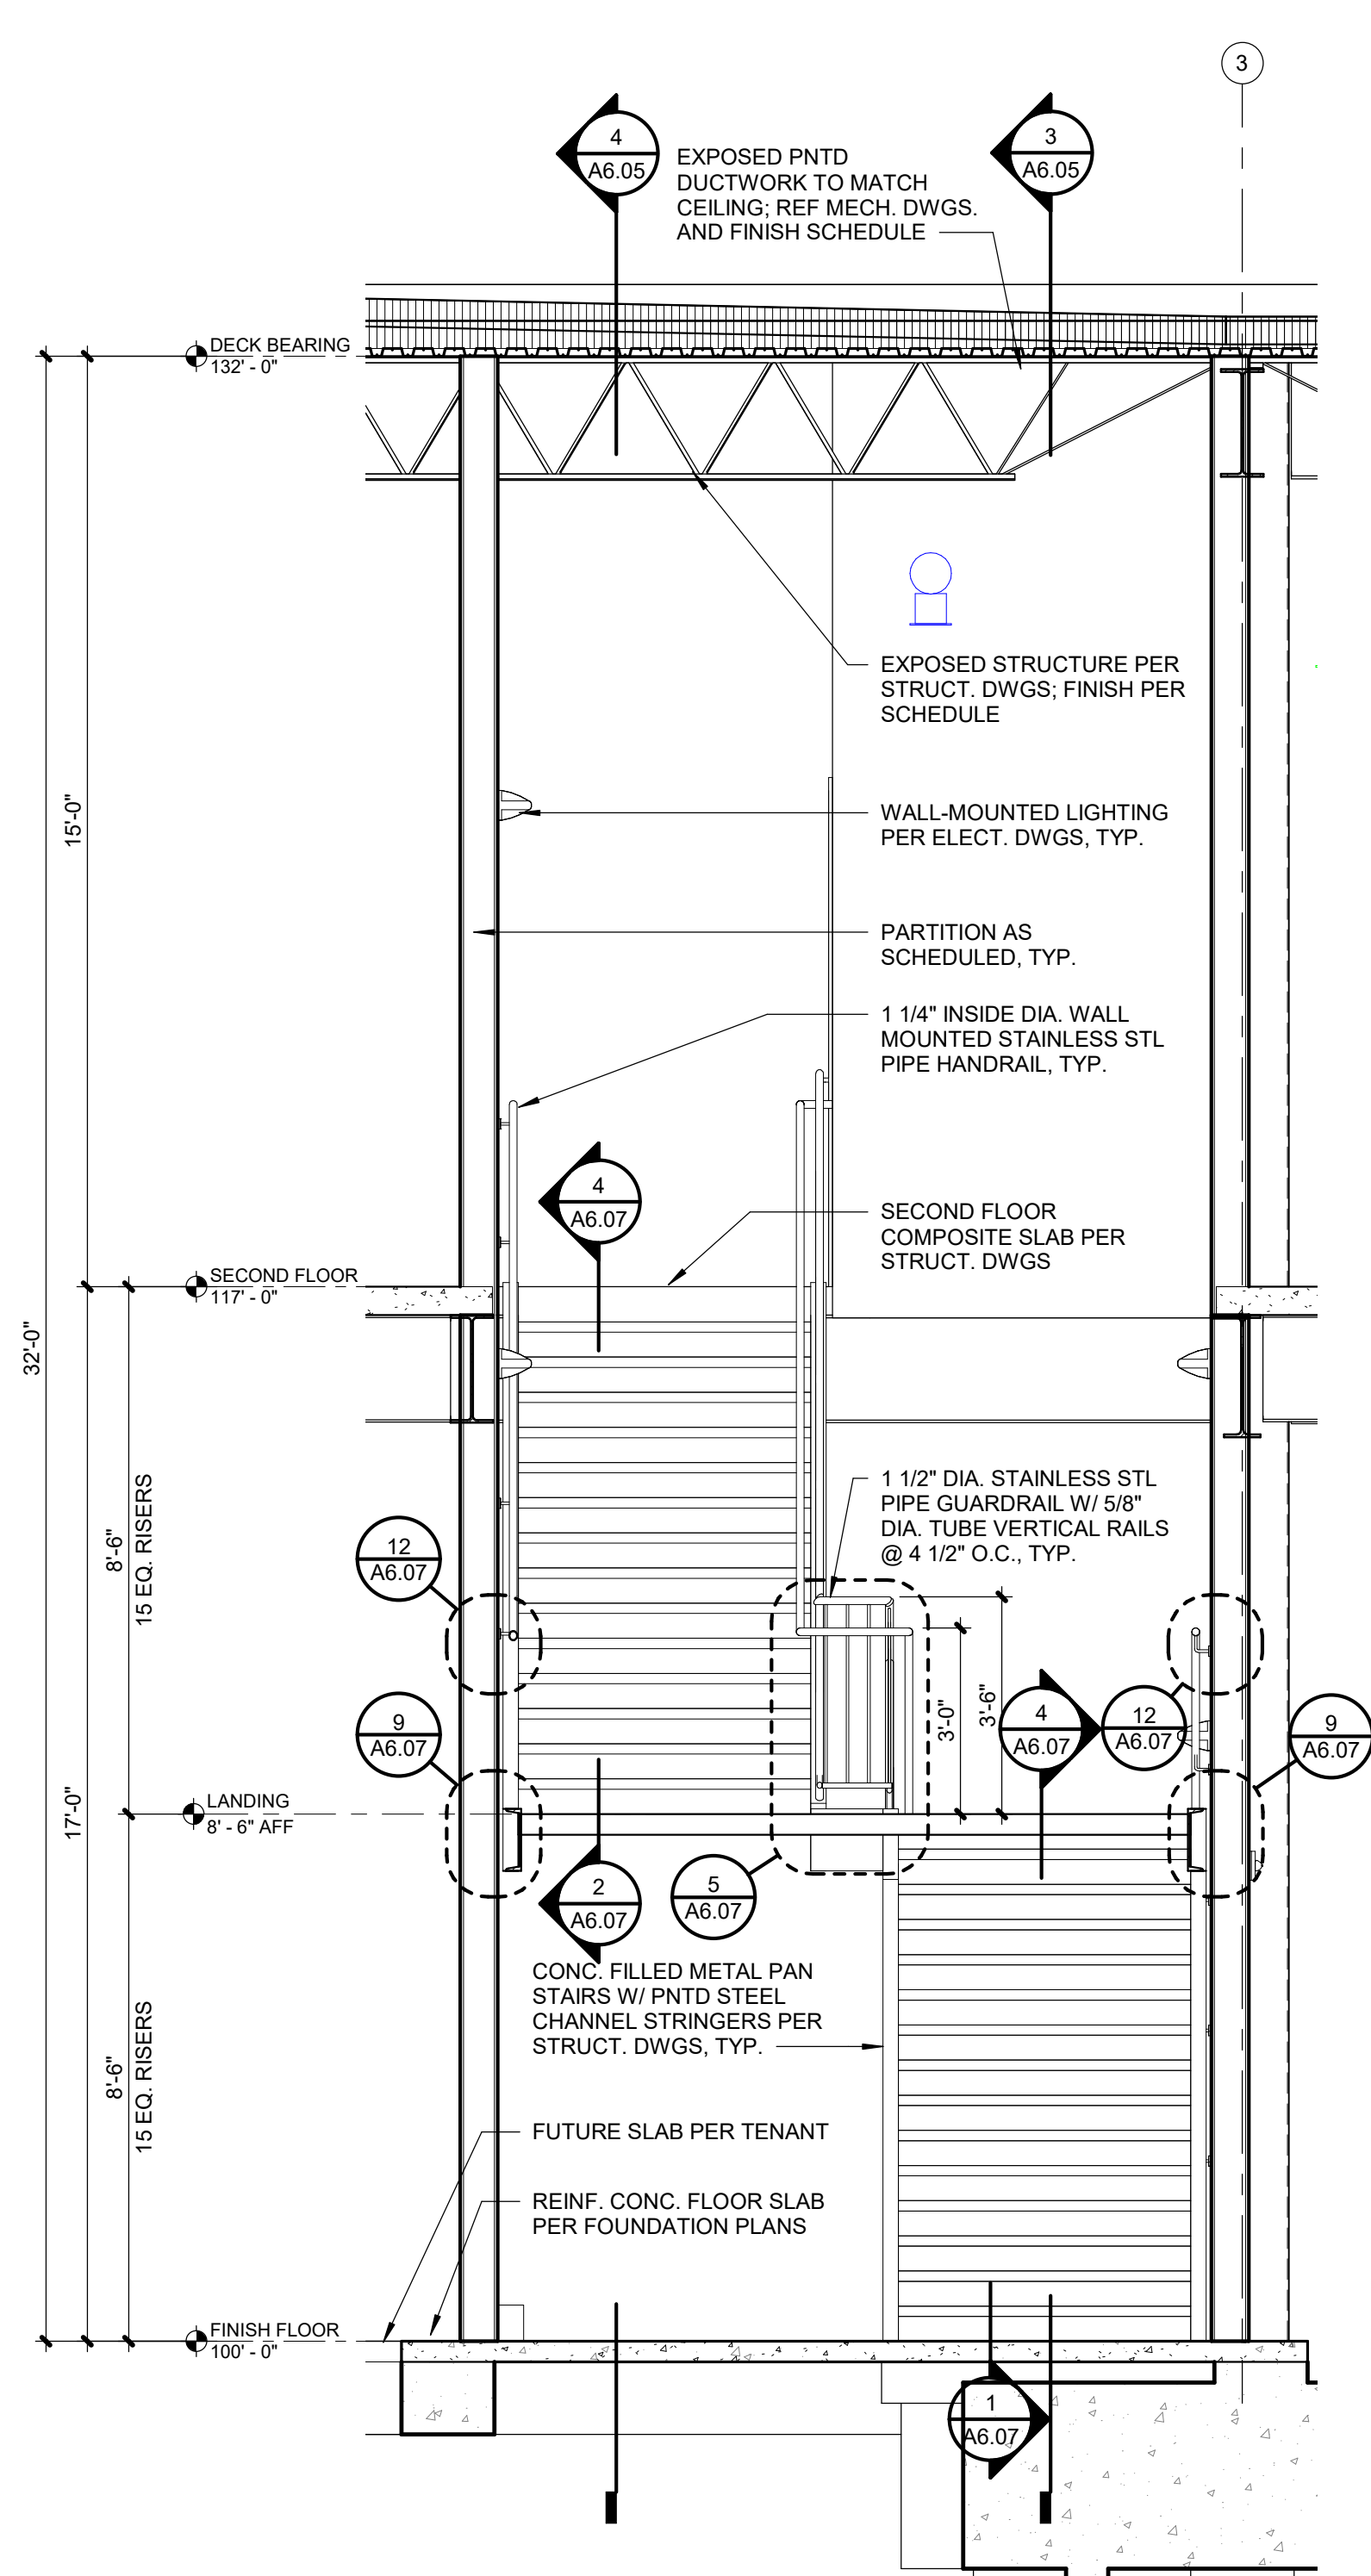 3
4
A6.05
3
A6.05
EXPOSED PNTD
DUCTWORK TO MATCH
CEILING; REF MECH. DWGS.
AND FINISH SCHEDULE
DECK BEARING
132' - 0"
EXPOSED STRUCTURE PER
STRUCT. DWGS; FINISH PER
SCHEDULE
15'-0"
WALL-MOUNTED LIGHTING
PER ELECT. DWGS, TYP.
PARTITION AS
SCHEDULED, TYP.
1 1/4" INSIDE DIA. WALL
MOUNTED STAINLESS STL
PIPE HANDRAIL, TYP.
4
A6.07
SECOND FLOOR
COMPOSITE SLAB PER
STRUCT. DWGS
SECOND FLOOR
117' - 0"
32'-0"
8'-6"
15 EQ. RISERS
1 1/2" DIA. STAINLESS STL
PIPE GUARDRAIL W/ 5/8"
DIA. TUBE VERTICAL RAILS
@ 4 1/2" O.C., TYP.
12
A6.07
9
A6.07
3'-0"
3'-6"
4
A6.07
12
A6.07
9
A6.07
17'-0"
LANDING
8' - 6" AFF
2
A6.07
5
A6.07
CONC. FILLED METAL PAN
STAIRS W/ PNTD STEEL
CHANNEL STRINGERS PER
STRUCT. DWGS, TYP.
8'-6"
15 EQ. RISERS
FUTURE SLAB PER TENANT
REINF. CONC. FLOOR SLAB
PER FOUNDATION PLANS
FINISH FLOOR
100' - 0"
1
A6.07